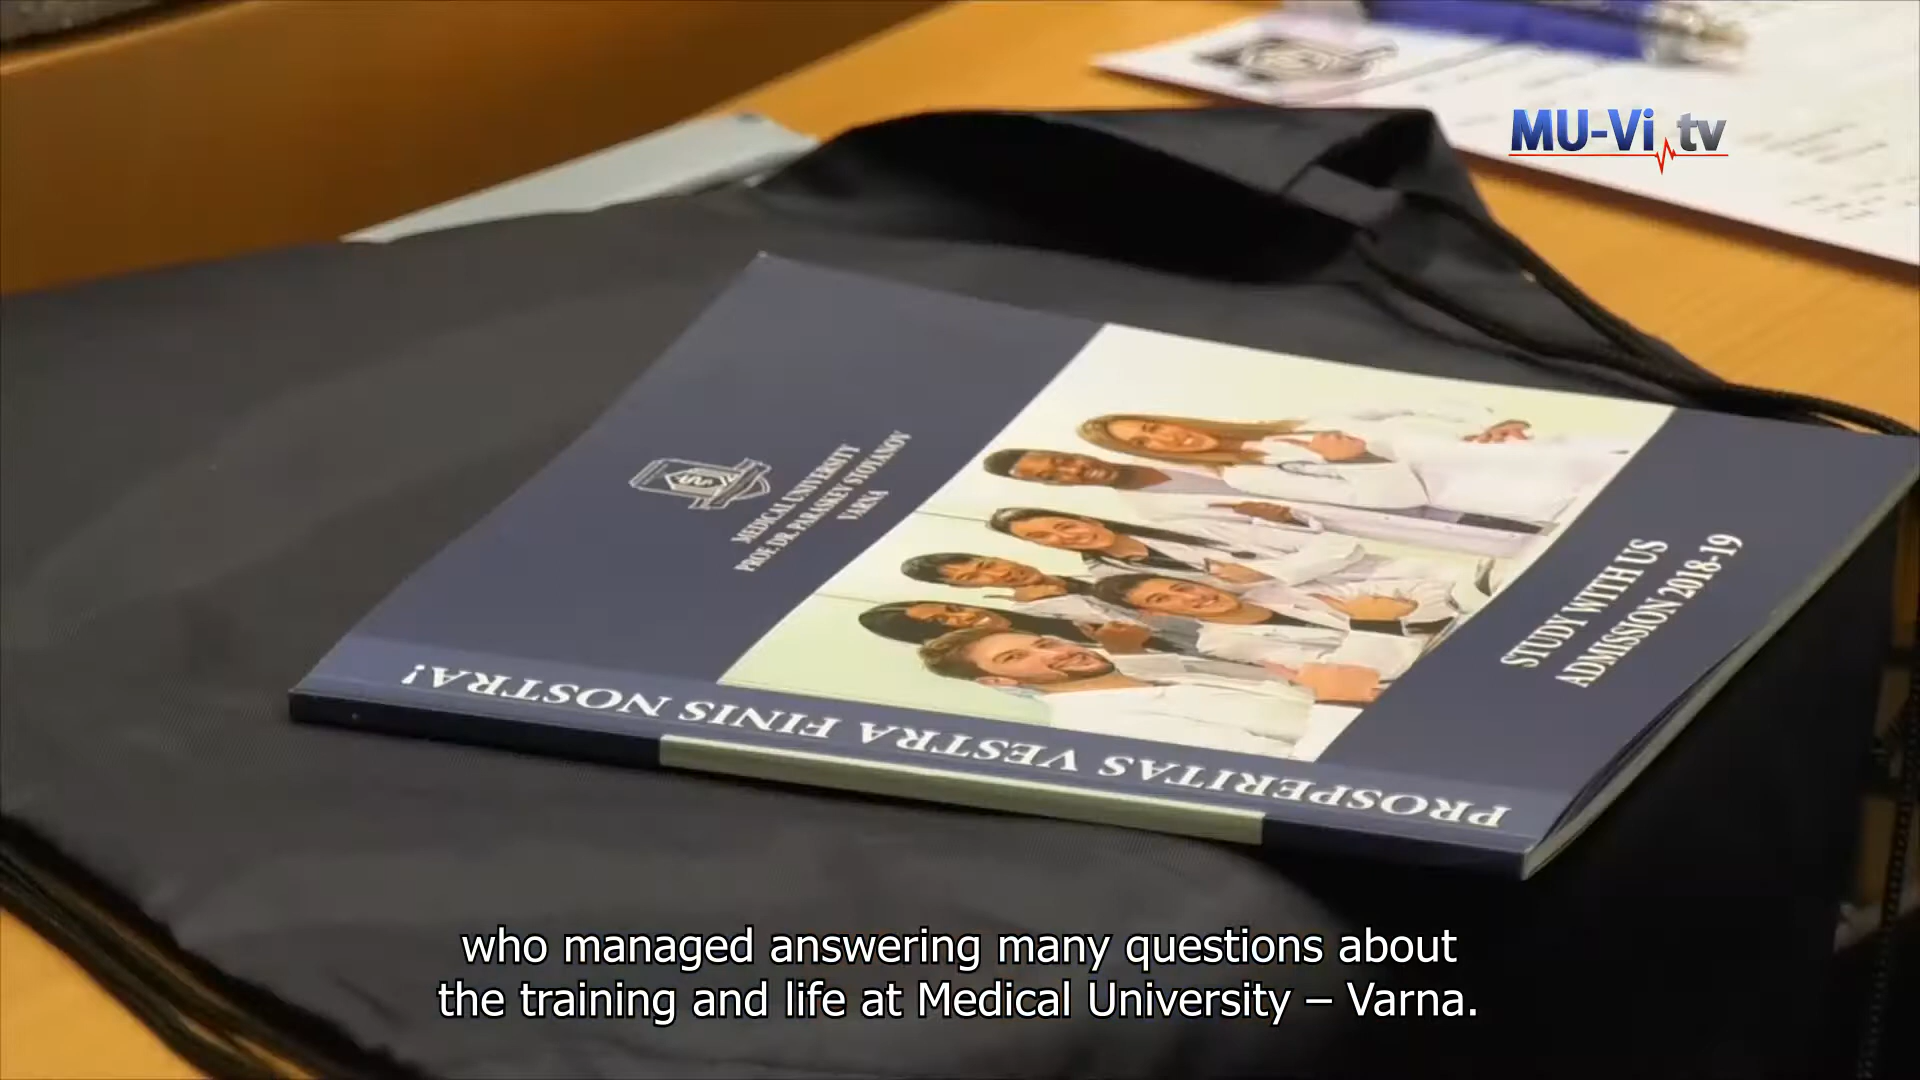 MU-Vi tv
MEDICAL UNIVERSITY
PROF. DR. PARASKEV STOYANOV
VARNA
STUDY WITH US
ADMISSION 2018-19
PROSPERITAS VESTRA FINIS NOSTRA!
who managed answering many questions about
the training and life at Medical University – Varna.